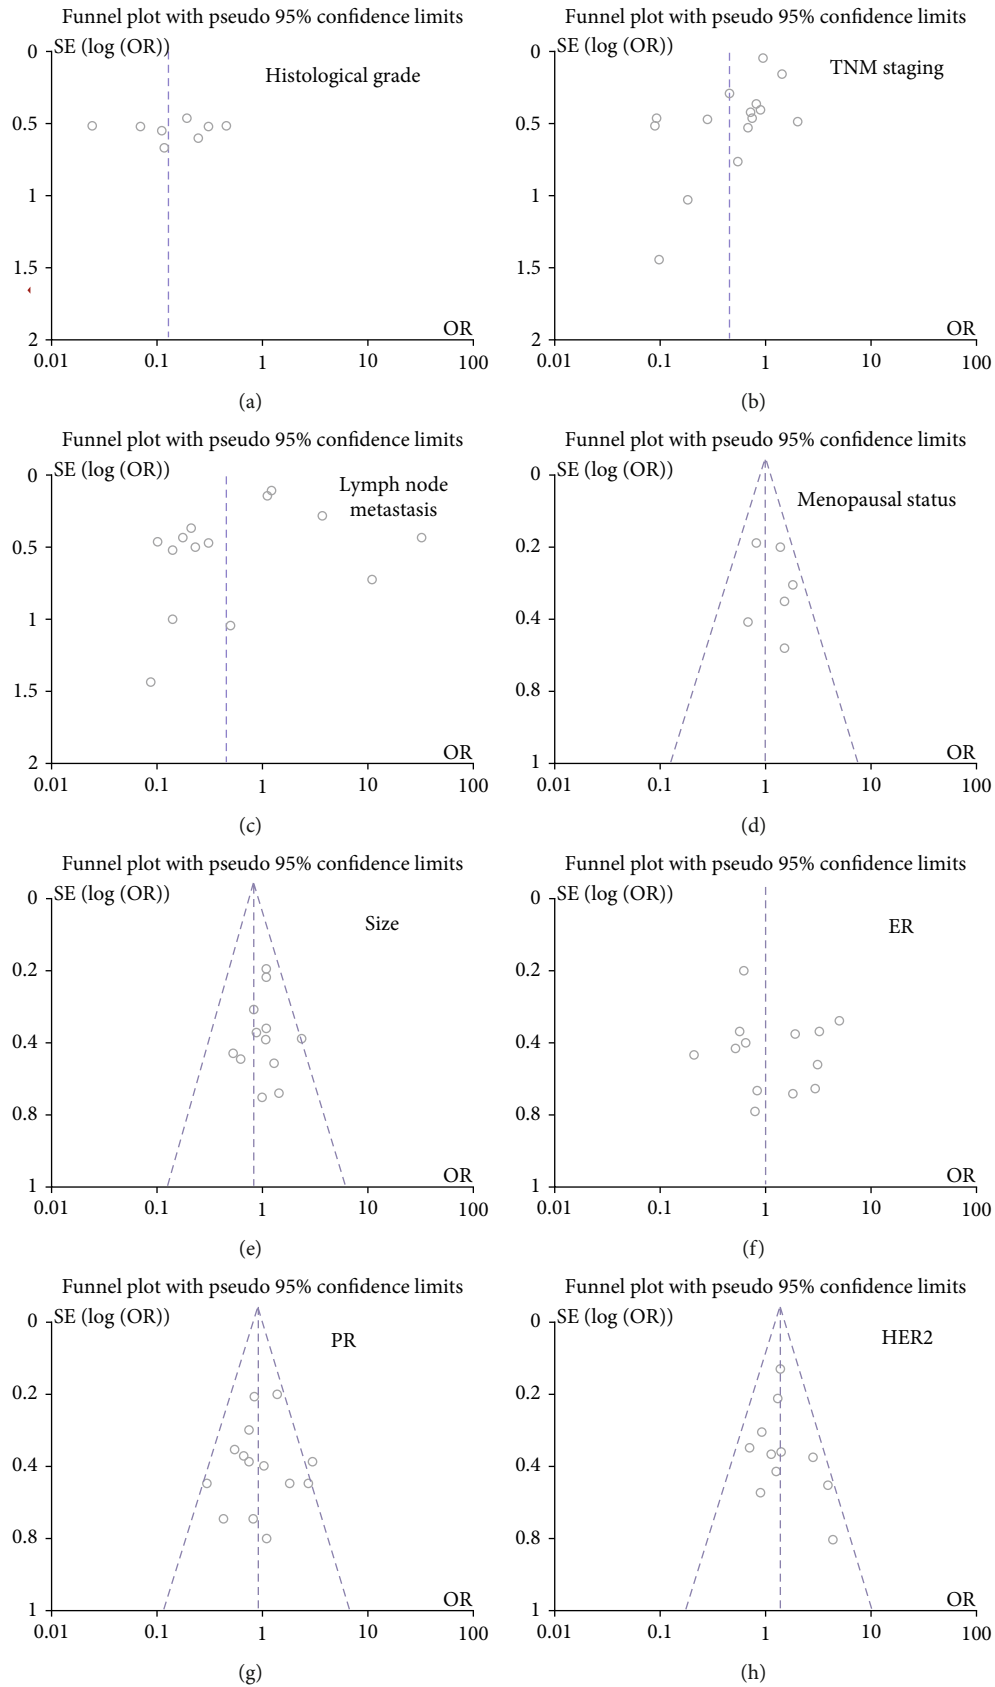 Funnel plot with pseudo 95% confidence limits
SE (log (OR))
Histological grade
0
0.5
1
1.5
2
OR
0.01 0.1 1 10 100
(a)
Funnel plot with pseudo 95% confidence limits
SE (log (OR))
TNM staging
0
0.5
1
1.5
2
OR
0.01 0.1 1 10 100
(b)
Funnel plot with pseudo 95% confidence limits
SE (log (OR))
Lymph node
metastasis
0
0.5
1
1.5
2
OR
0.01 0.1 1 10 100
(c)
Funnel plot with pseudo 95% confidence limits
SE (log (OR))
Menopausal status
0
0.2
0.4
0.8
1
OR
0.01 0.1 1 10 100
(d)
Funnel plot with pseudo 95% confidence limits
SE (log (OR))
Size
0
0.2
0.4
0.8
1
OR
0.01 0.1 1 10 100
(e)
Funnel plot with pseudo 95% confidence limits
SE (log (OR))
ER
0
0.2
0.4
0.8
1
OR
0.01 0.1 1 10 100
(f)
Funnel plot with pseudo 95% confidence limits
SE (log (OR))
PR
0
0.2
0.4
0.8
1
OR
0.01 0.1 1 10 100
(g)
Funnel plot with pseudo 95% confidence limits
SE (log (OR))
HER2
0
0.2
0.4
0.8
1
OR
0.01 0.1 1 10 100
(h)